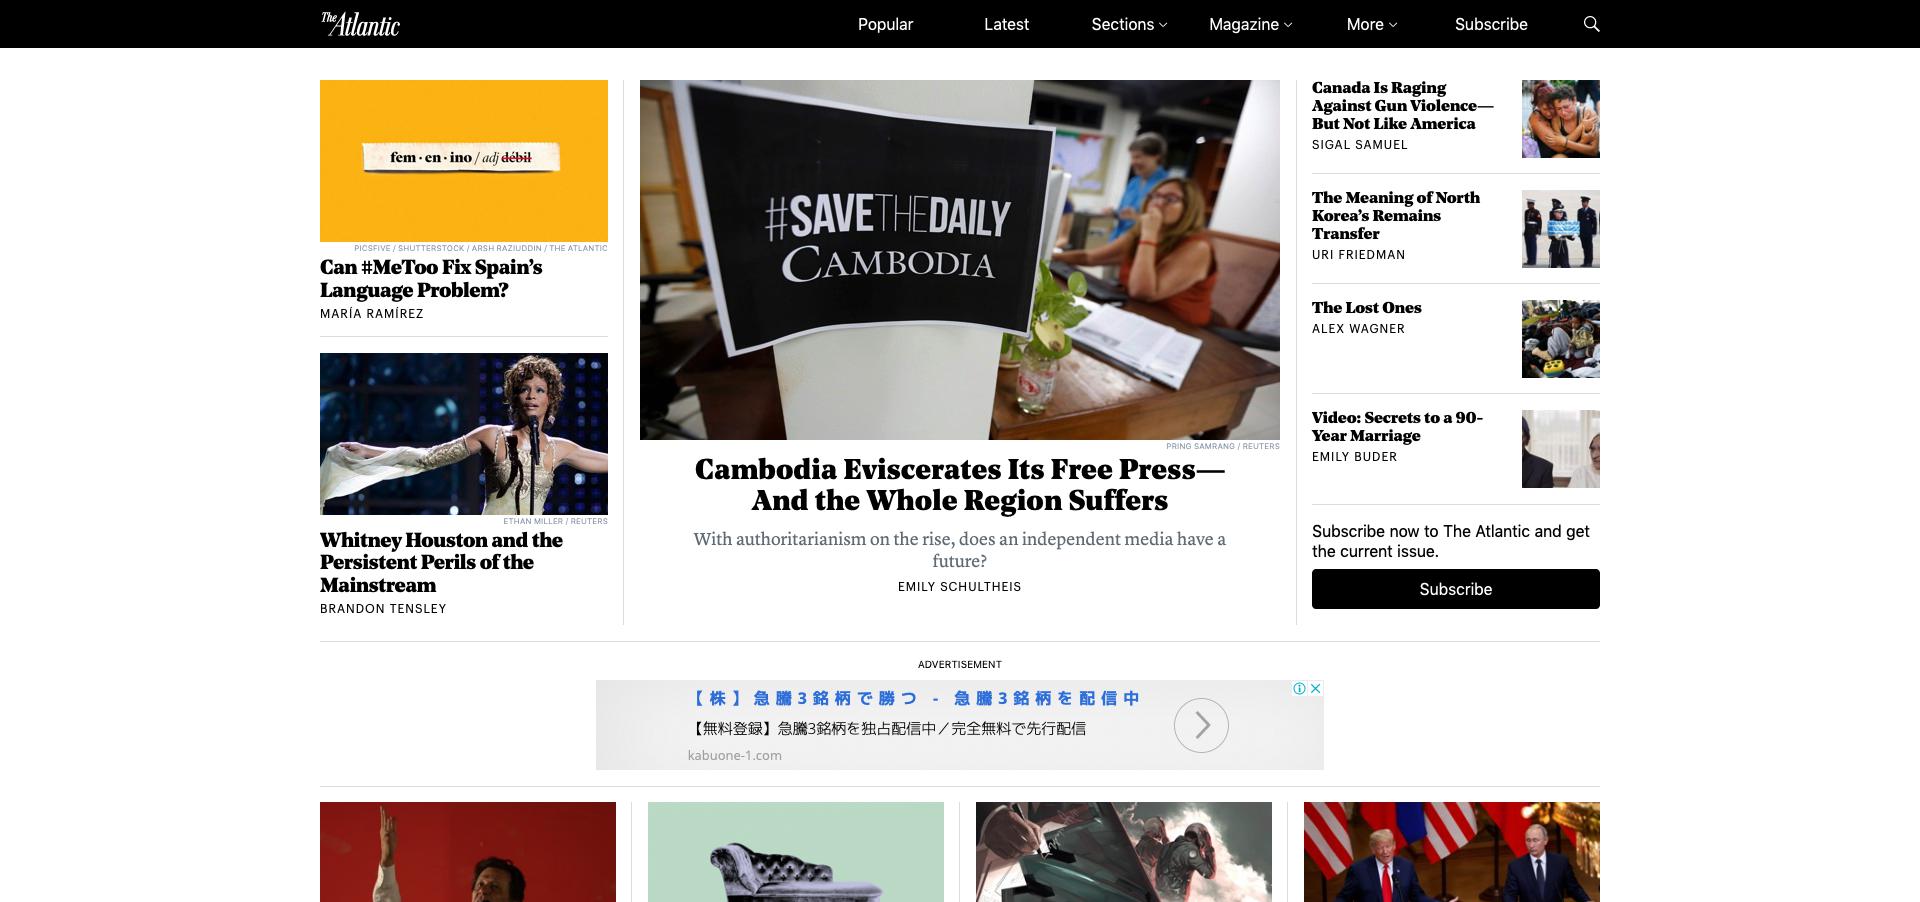 The Atlantic
Popular
Latest
Sections
Magazine
More
Subscribe
fem·en·ino / adj débil
PICSFIVE / SHUTTERSTOCK / ARSH RAZIUDDIN / THE ATLANTIC
Can #MeToo Fix Spain's
Language Problem?
MARÍA RAMÍREZ
ETHAN MILLER / REUTERS
Whitney Houston and the
Persistent Perils of the
Mainstream
BRANDON TENSLEY
#SAVETHEDAILY
CAMBODIA
PRING SAMRANG / REUTERS
Cambodia Eviscerates Its Free Press—
And the Whole Region Suffers
With authoritarianism on the rise, does an independent media have a
future?
EMILY SCHULTHEIS
Canada Is Raging
Against Gun Violence—
But Not Like America
SIGAL SAMUEL
The Meaning of North
Korea's Remains
Transfer
URI FRIEDMAN
The Lost Ones
ALEX WAGNER
Video: Secrets to a 90-
Year Marriage
EMILY BUDER
Subscribe now to The Atlantic and get
the current issue.
Subscribe
ADVERTISEMENT
【株】急騰3銘柄で勝つ - 急騰3銘柄を配信中
【無料登録】急騰3銘柄を独占配信中／完全無料で先行配信
kabuone-1.com